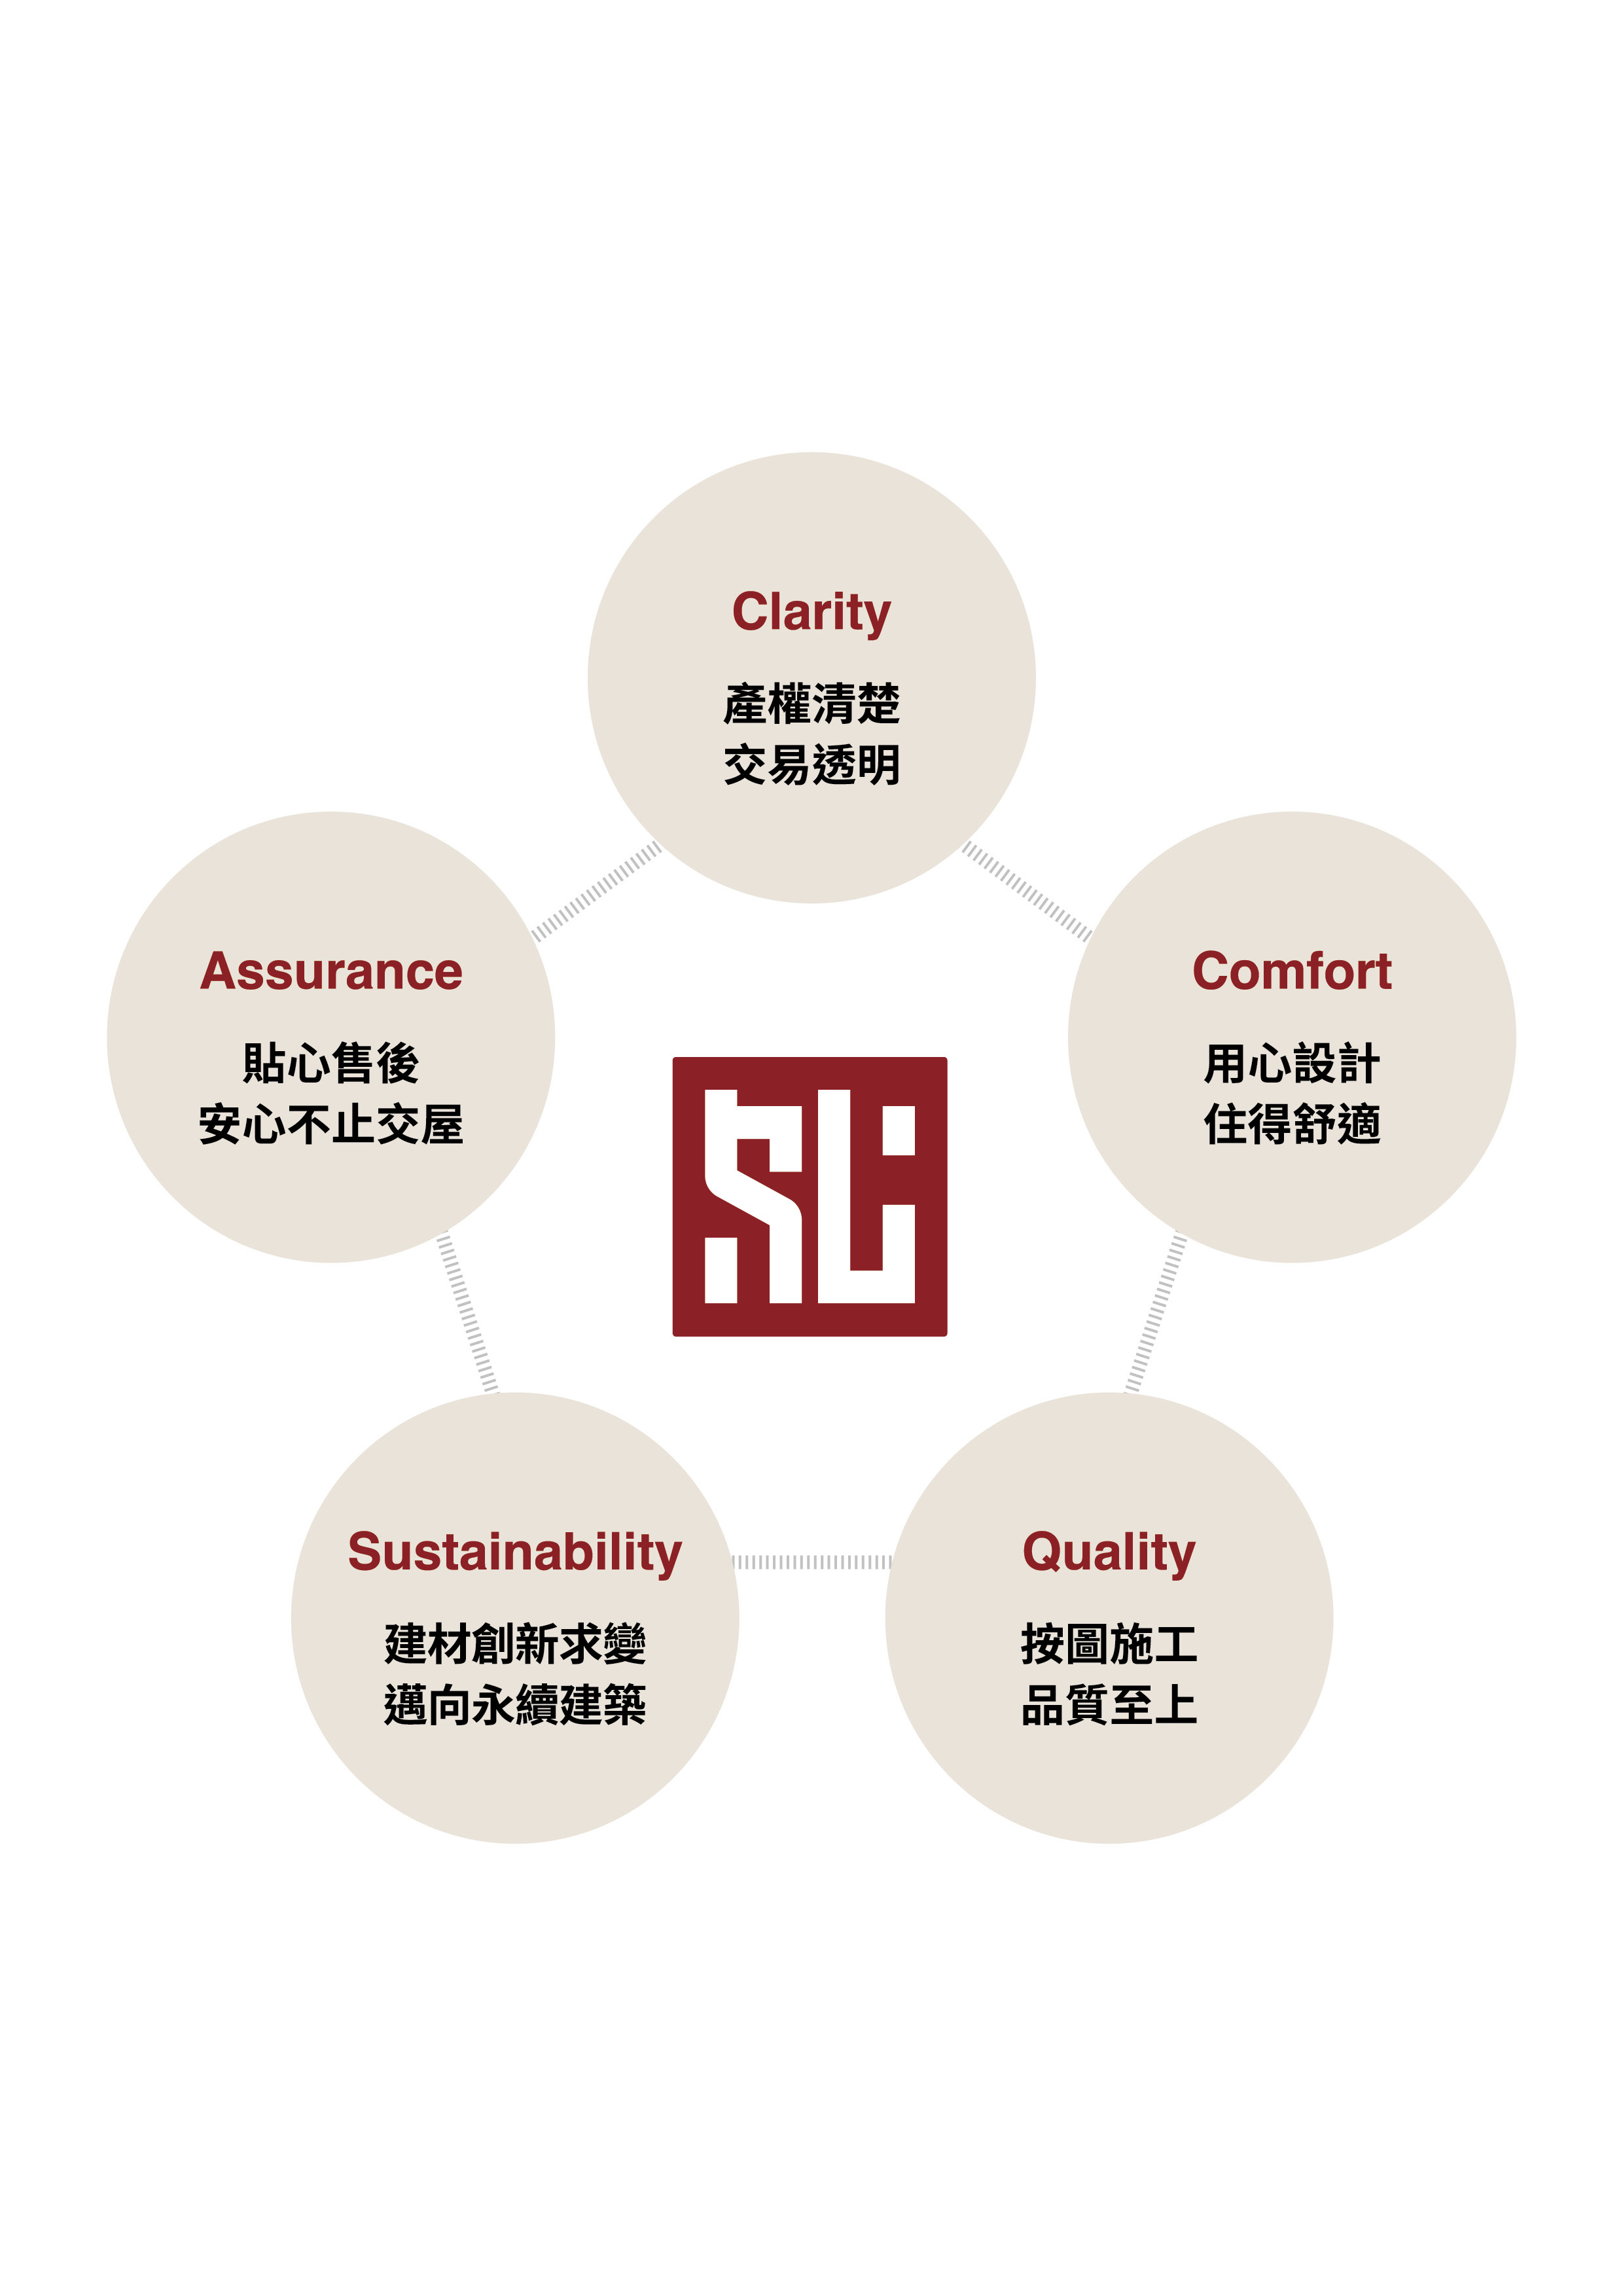 Clarity
產權清楚
交易透明
Assurance
貼心售後
安心不止交屋
Comfort
用心設計
住得舒適
Sustainability
建材創新求變
邁向永續建築
Quality
按圖施工
品質至上